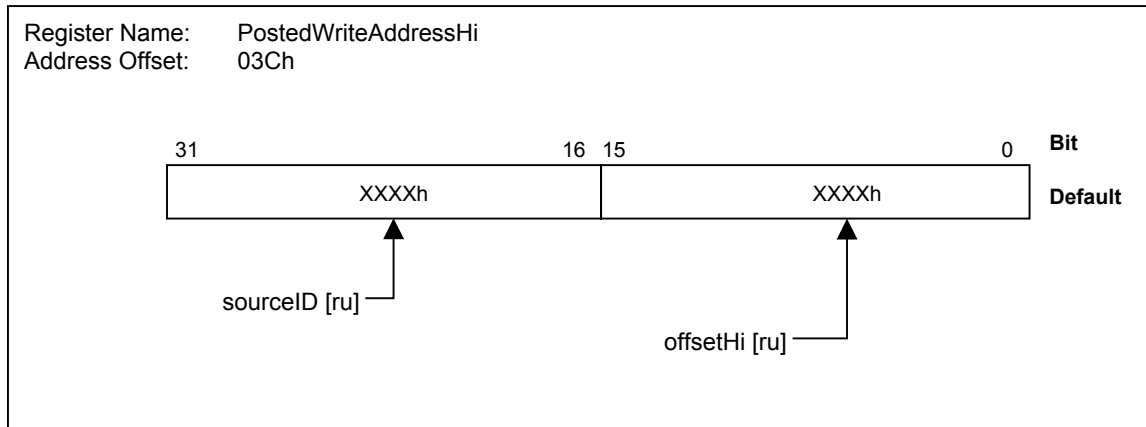 Register Name: PostedWriteAddressHi
Address Offset: 03Ch
31 16 15 0 Bit
XXXXh XXXXh Default
sourceID [ru]
offsetHi [ru]